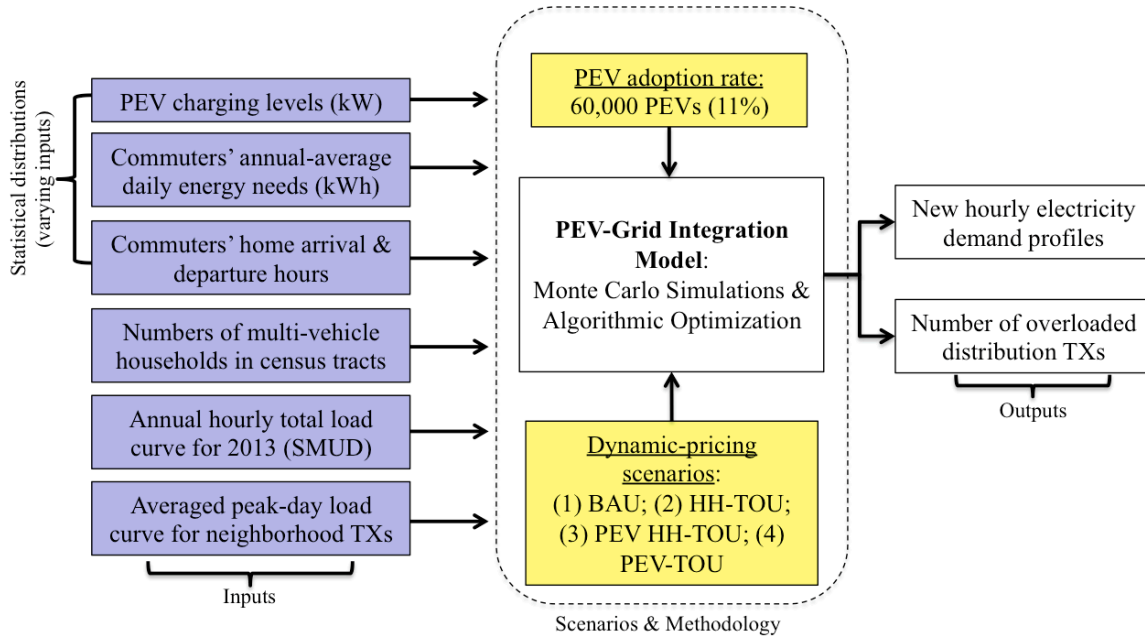 Statistical distributions
(varying inputs)
PEV charging levels (kW)
Commuters’ annual-average
daily energy needs (kWh)
Commuters’ home arrival &
departure hours
Numbers of multi-vehicle
households in census tracts
Annual hourly total load
curve for 2013 (SMUD)
Averaged peak-day load
curve for neighborhood TXs
Inputs
PEV adoption rate:
60,000 PEVs (11%)
PEV-Grid Integration
Model:
Monte Carlo Simulations &
Algorithmic Optimization
Dynamic-pricing
scenarios:
(1) BAU; (2) HH-TOU;
(3) PEV HH-TOU; (4)
PEV-TOU
Scenarios & Methodology
New hourly electricity
demand profiles
Number of overloaded
distribution TXs
Outputs